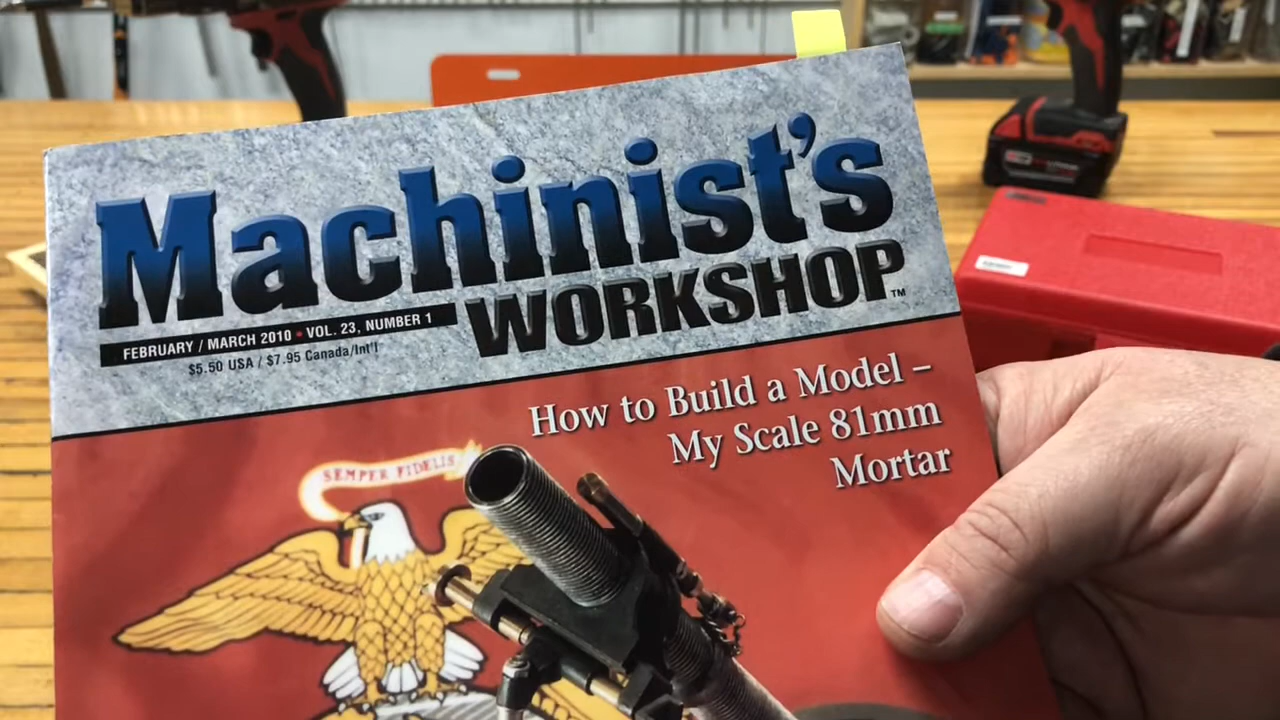 Machinist's
WORKSHOP™
FEBRUARY / MARCH 2010 • VOL. 23, NUMBER 1
$5.50 USA / $7.95 Canada/Int'l
How to Build a Model –
My Scale 81mm
Mortar
SEMPER FIDELIS